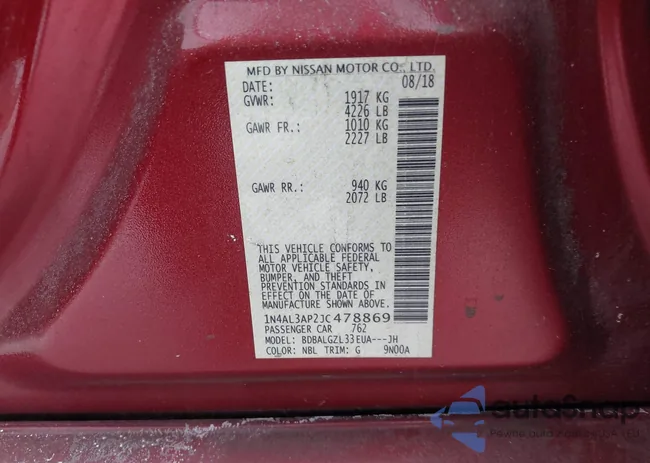 MFD BY NISSAN MOTOR CO., LTD.
DATE: 08/18
GVWR: 1917 KG
4226 LB
GAWR FR.: 1010 KG
2227 LB
GAWR RR.: 940 KG
2072 LB
THIS VEHICLE CONFORMS TO
ALL APPLICABLE FEDERAL
MOTOR VEHICLE SAFETY,
BUMPER, AND THEFT
PREVENTION STANDARDS IN
EFFECT ON THE DATE OF
MANUFACTURE SHOWN ABOVE.
1N4AL3AP2JC478869
PASSENGER CAR 762
MODEL: BDBALGZL33EUA---JH
COLOR: NBL TRIM: G 9N00A
autosnap
Pewne auta z